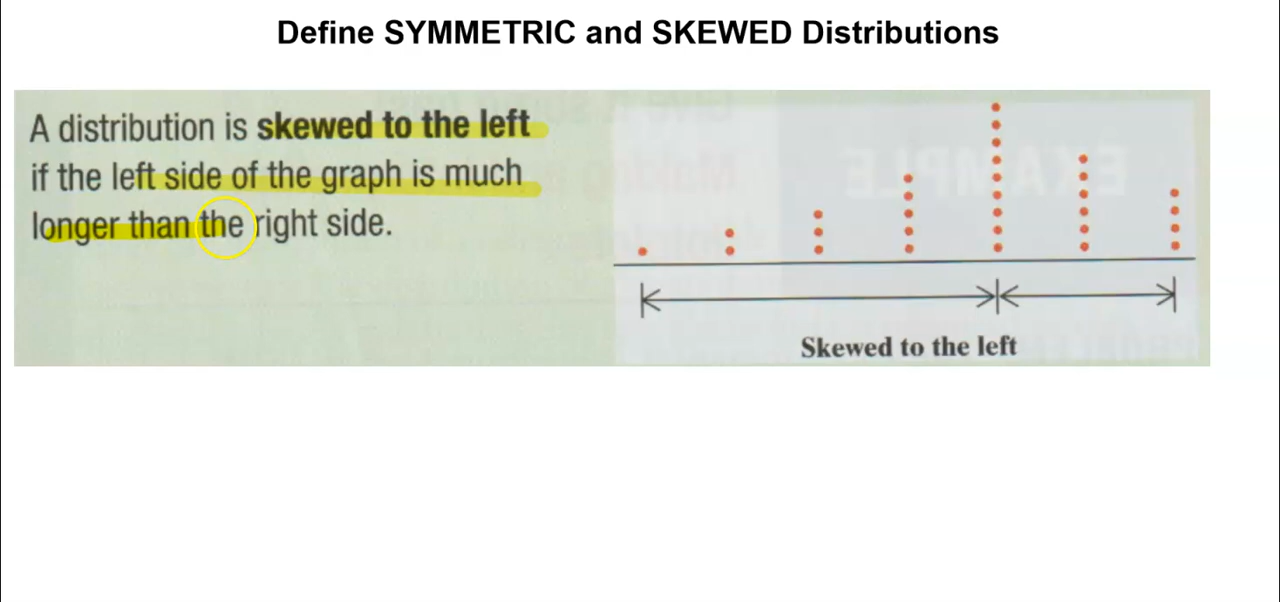 Define SYMMETRIC and SKEWED Distributions
A distribution is skewed to the left
if the left side of the graph is much
longer than the right side.
EXAMPLE
Skewed to the left